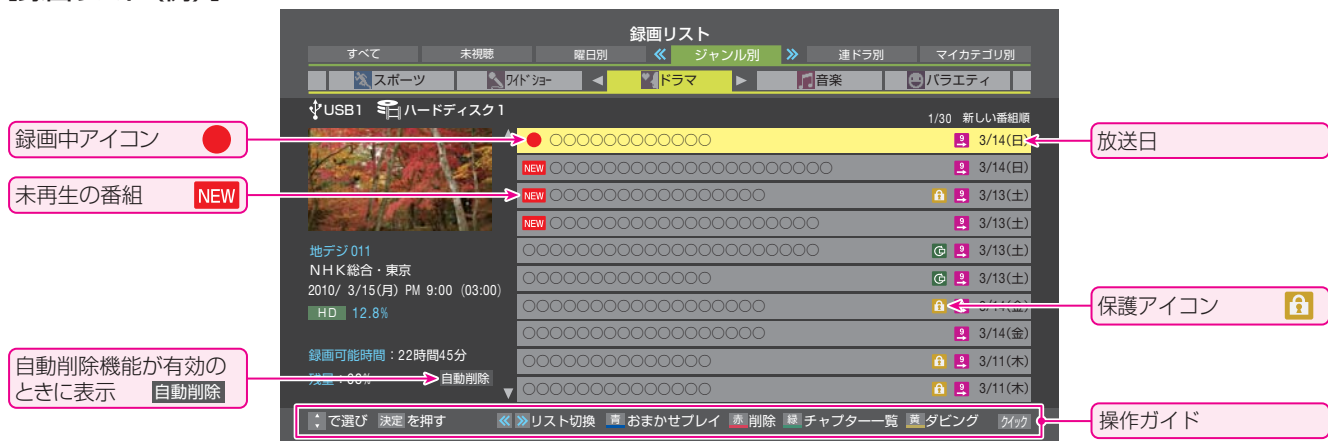 録画リスト
すべて 未視聴 曜日別 ≪ ジャンル別 ≫ 連ドラ別 マイカテゴリ別
スポーツ ワイドショー ◀ ドラマ ▶ 音楽 バラエティ
USB1 ハードディスク1 1/30 新しい番組順
録画中アイコン
○○○○○○○○○○○○ 3/14(日)
放送日
NEW ○○○○○○○○○○○○○○○○○○○○○ 3/14(日)
未再生の番組 NEW
NEW ○○○○○○○○○○○○○○○○ 3/13(土)
NEW ○○○○○○○○○○○○○○○○○○○○ 3/13(土)
地デジ 011
○○○○○○○○○○○○○○○○○○○○○○ 3/13(土)
NHK総合・東京
○○○○○○○○○○○○○○ 3/13(土)
2010/ 3/15(月) PM 9:00 (03:00)
HD 12.8%
○○○○○○○○○○○○○○○○○○ 3/14(金)
保護アイコン
○○○○○○○○○○○○○○○○○○ 3/14(金)
録画可能時間：22時間45分
○○○○○○○○○○○○○○ 3/11(木)
自動削除機能が有効の
ときに表示 自動削除
自動削除
○○○○○○○○○○○○○○ 3/11(木)
で選び 決定 を押す ≪ ≫ リスト切換 青 おまかせプレイ 赤 削除 緑 チャプター一覧 黄 ダビング クイック
操作ガイド